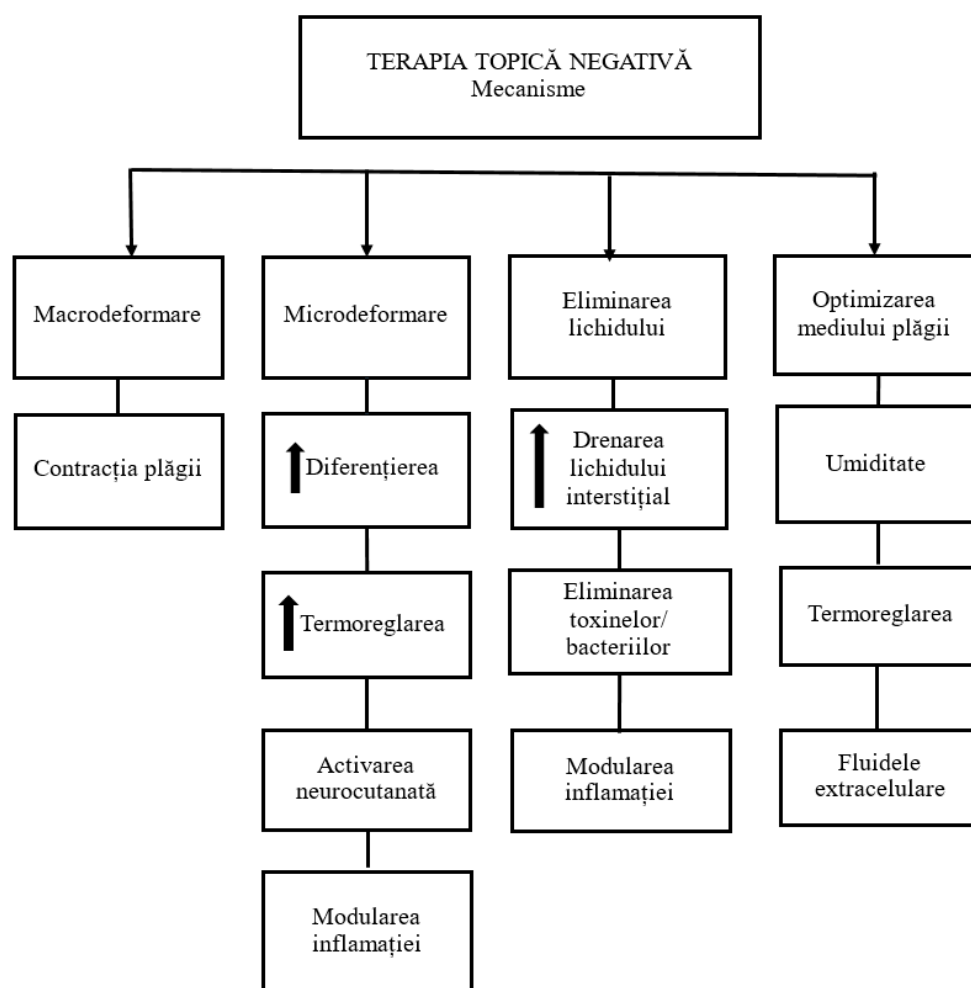 TERAPIA TOPICĂ NEGATIVĂ
Mecanisme
Macrodeformare
Contracția plăgii
Microdeformare
Diferențierea
Termoreglarea
Activarea
neurocutanată
Modularea
inflamației
Eliminarea
lichidului
Drenarea
lichidului
interstițial
Eliminarea
toxinelor/
bacteriilor
Modularea
inflamației
Optimizarea
mediului plăgii
Umiditate
Termoreglarea
Fluidele
extracelulare